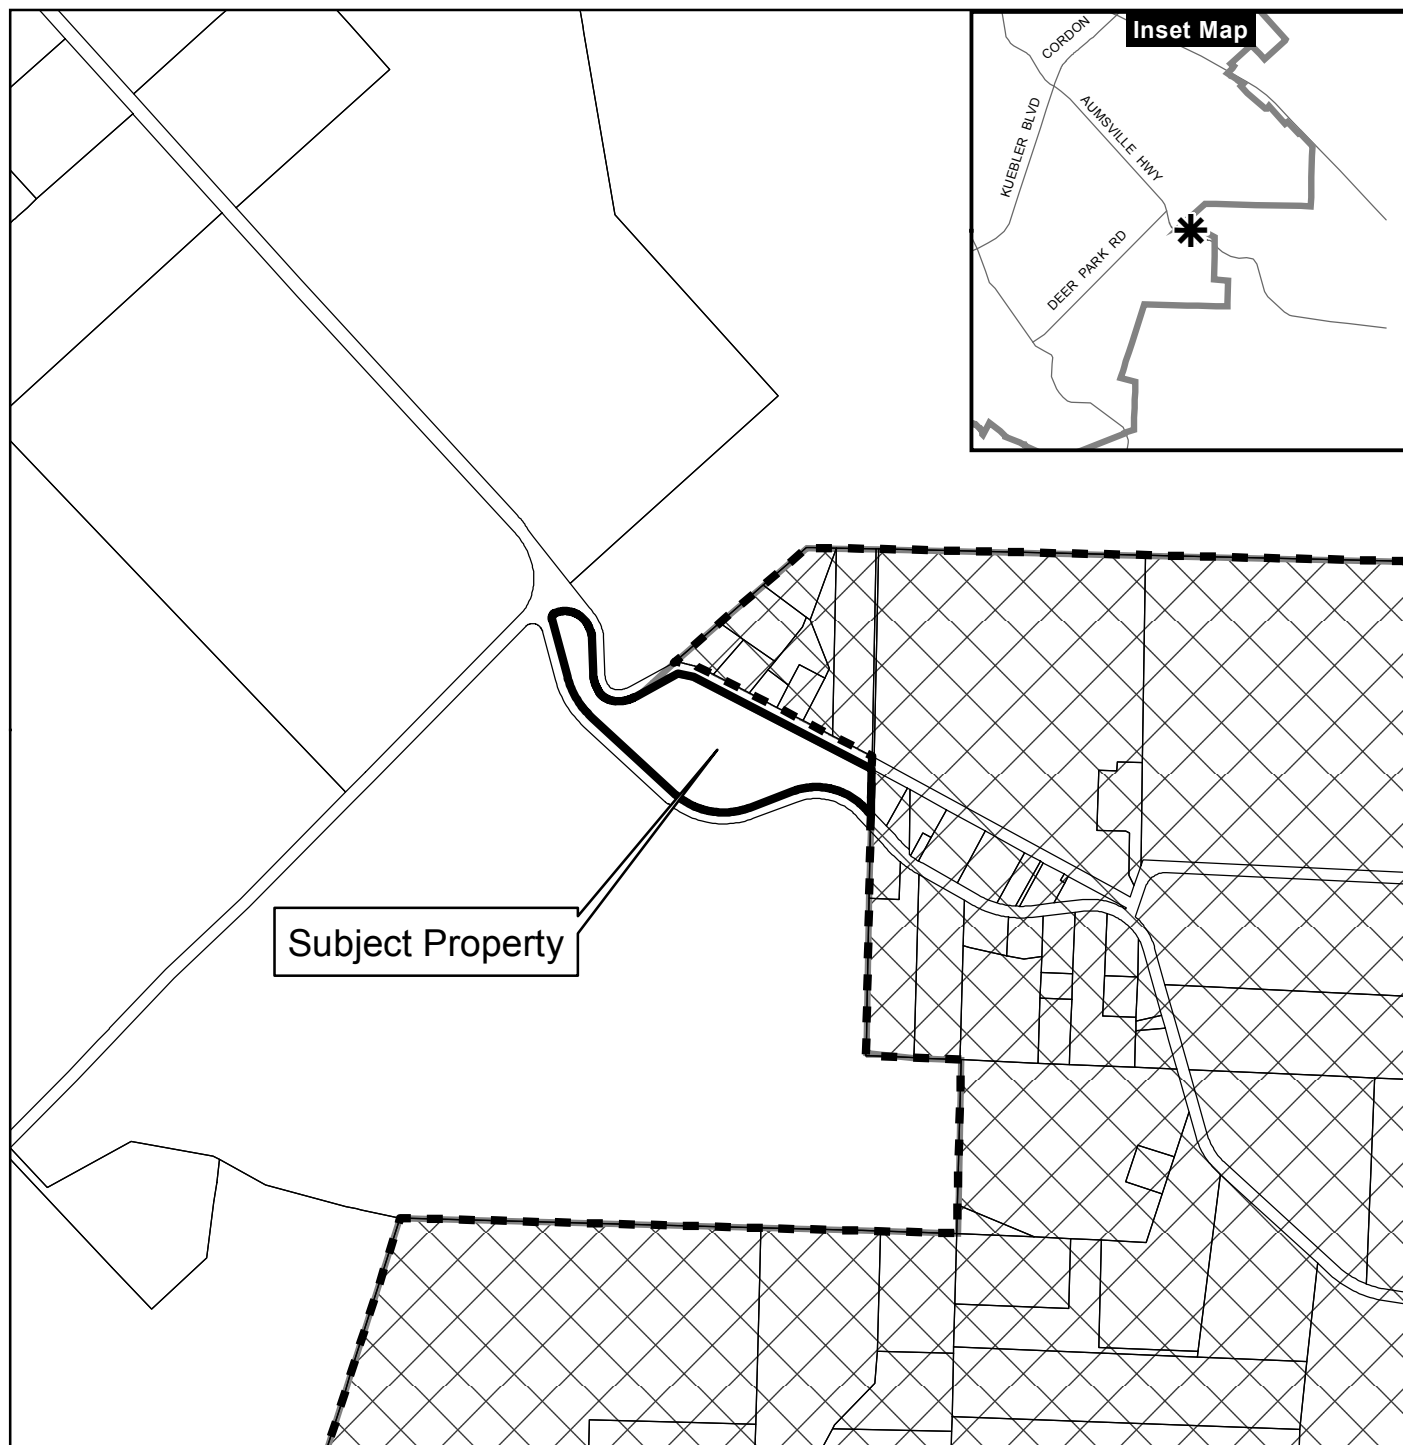 Inset Map
CORDON
KUEBLER BLVD
AUMSVILLE HWY
DEER PARK RD
Subject Property